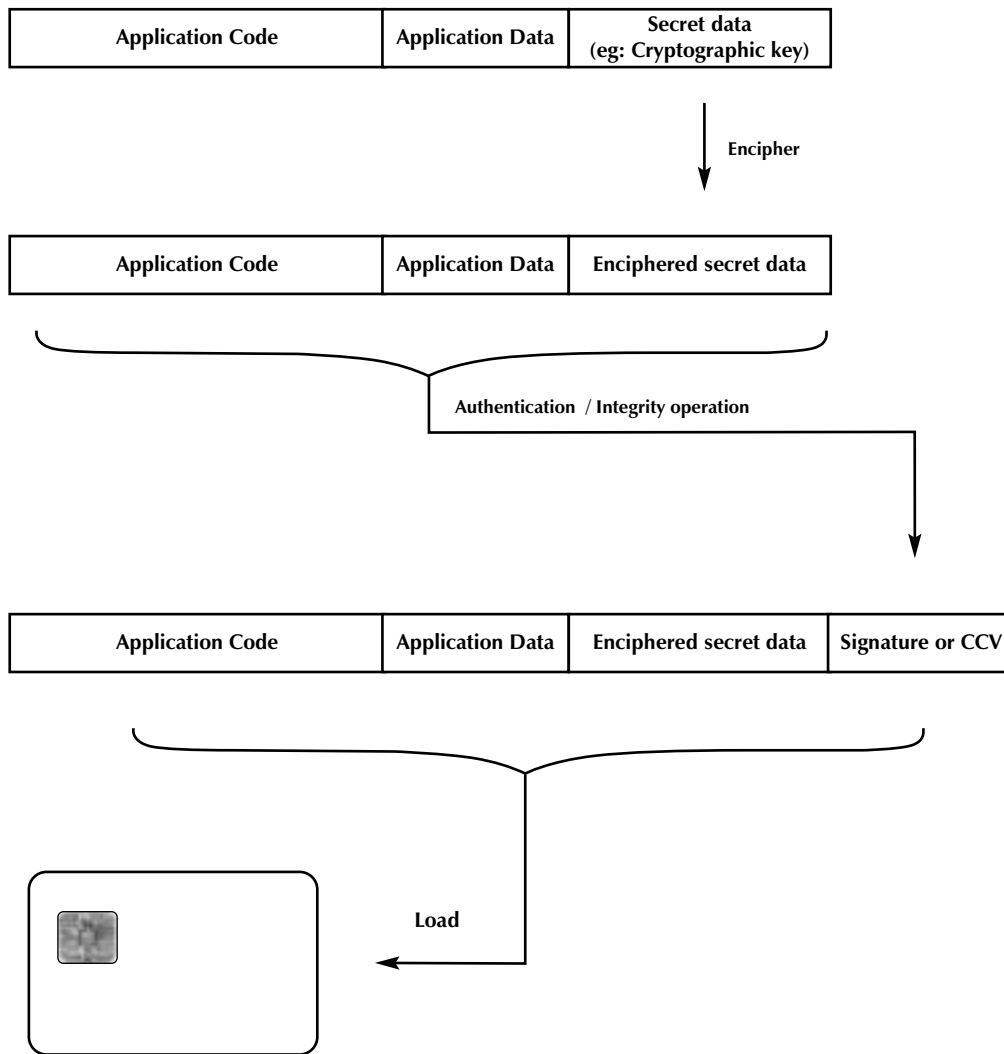 Application Code Application Data Secret data
(eg: Cryptographic key)
Encipher
Application Code Application Data Enciphered secret data
Authentication / Integrity operation
Application Code Application Data Enciphered secret data Signature or CCV
Load